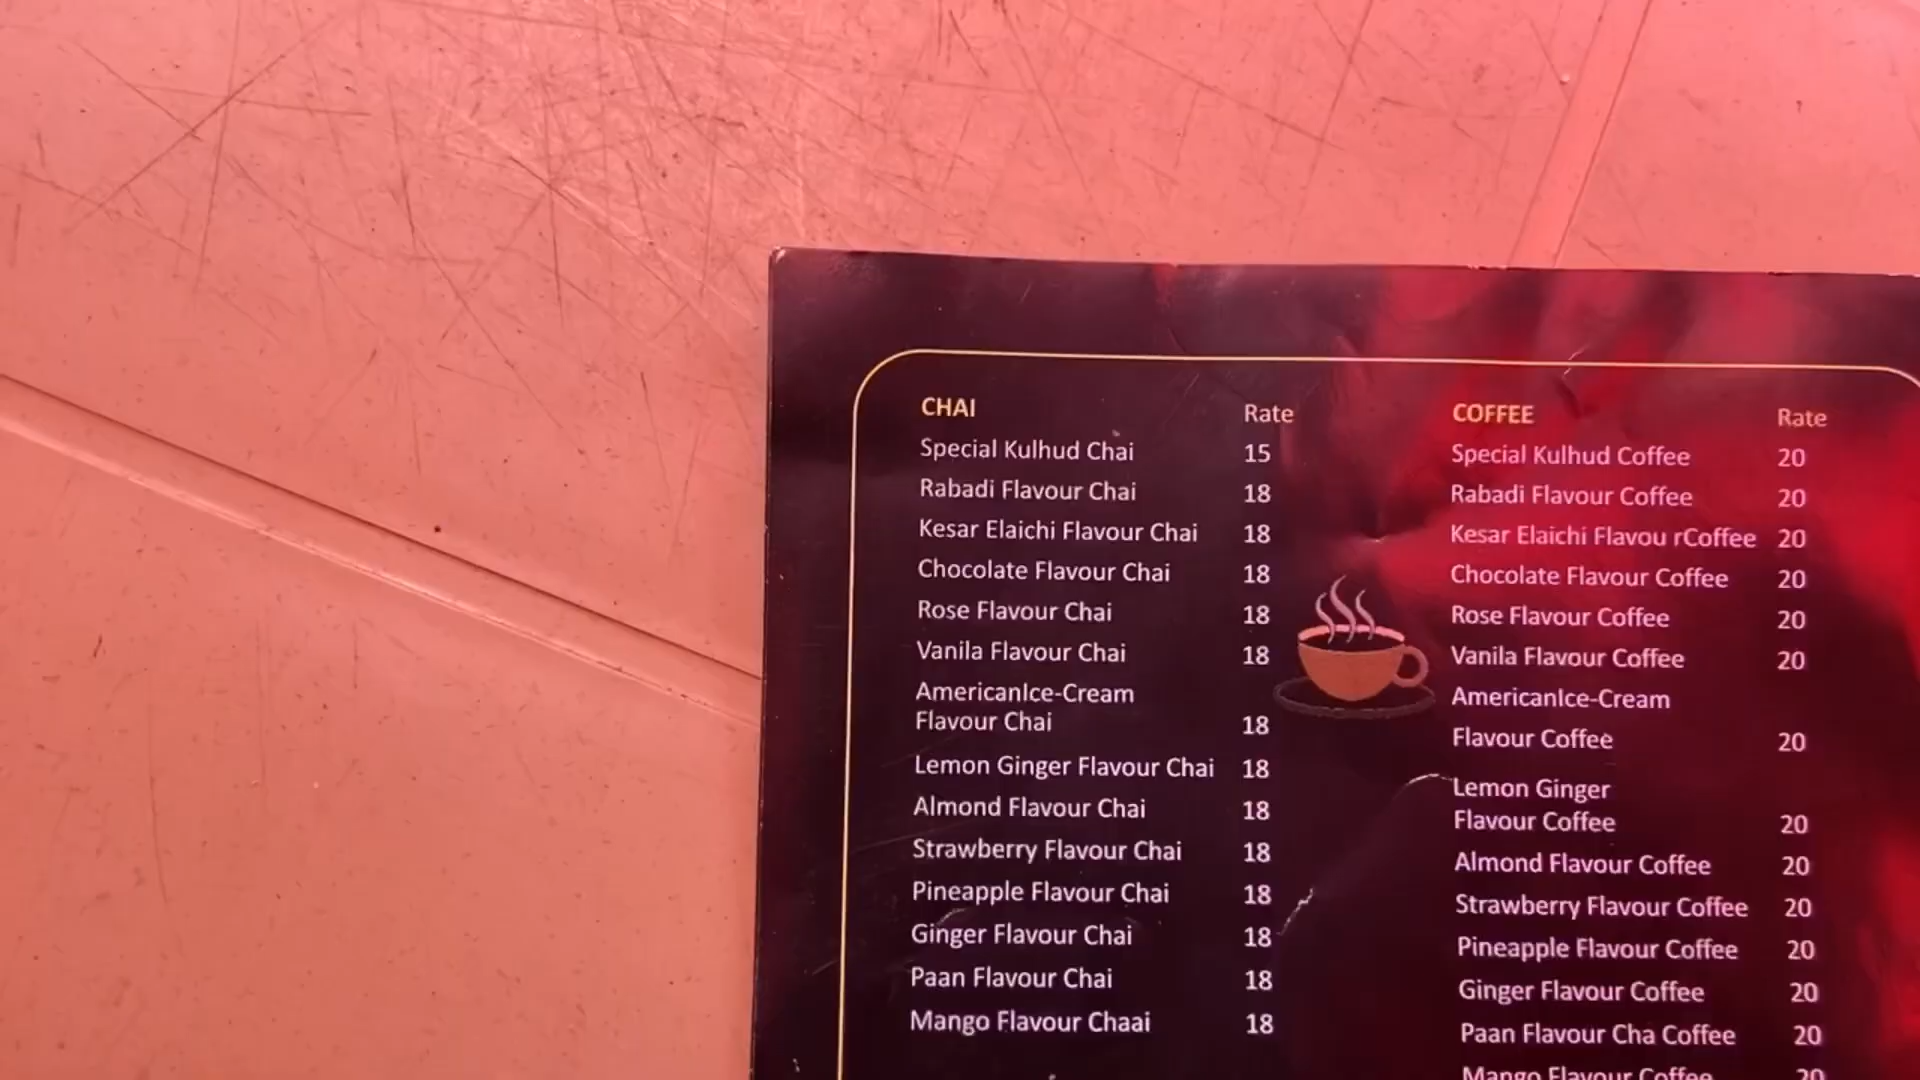 CHAI Rate
Special Kulhud Chai 15
Rabadi Flavour Chai 18
Kesar Elaichi Flavour Chai 18
Chocolate Flavour Chai 18
Rose Flavour Chai 18
Vanila Flavour Chai 18
AmericanIce-Cream
Flavour Chai 18
Lemon Ginger Flavour Chai 18
Almond Flavour Chai 18
Strawberry Flavour Chai 18
Pineapple Flavour Chai 18
Ginger Flavour Chai 18
Paan Flavour Chai 18
Mango Flavour Chaai 18
COFFEE Rate
Special Kulhud Coffee 20
Rabadi Flavour Coffee 20
Kesar Elaichi Flavou rCoffee 20
Chocolate Flavour Coffee 20
Rose Flavour Coffee 20
Vanila Flavour Coffee 20
AmericanIce-Cream
Flavour Coffee 20
Lemon Ginger
Flavour Coffee 20
Almond Flavour Coffee 20
Strawberry Flavour Coffee 20
Pineapple Flavour Coffee 20
Ginger Flavour Coffee 20
Paan Flavour Cha Coffee 20
Mango Flavour Coffee 20